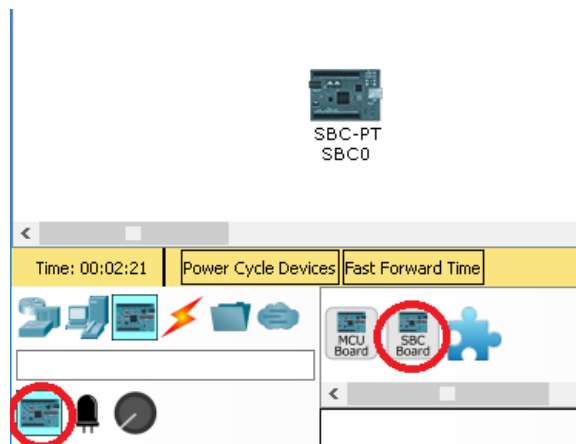 SBC-PT
SBC0
Time: 00:02:21
Power Cycle Devices
Fast Forward Time
MCU
Board
SBC
Board